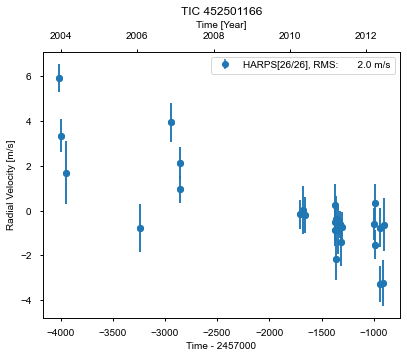 TIC 452501166
Time [Year]
2004 2006 2008 2010 2012
HARPS[26/26], RMS: 2.0 m/s
Radial Velocity [m/s]
6
4
2
0
−2
−4
−4000 −3500 −3000 −2500 −2000 −1500 −1000
Time - 2457000